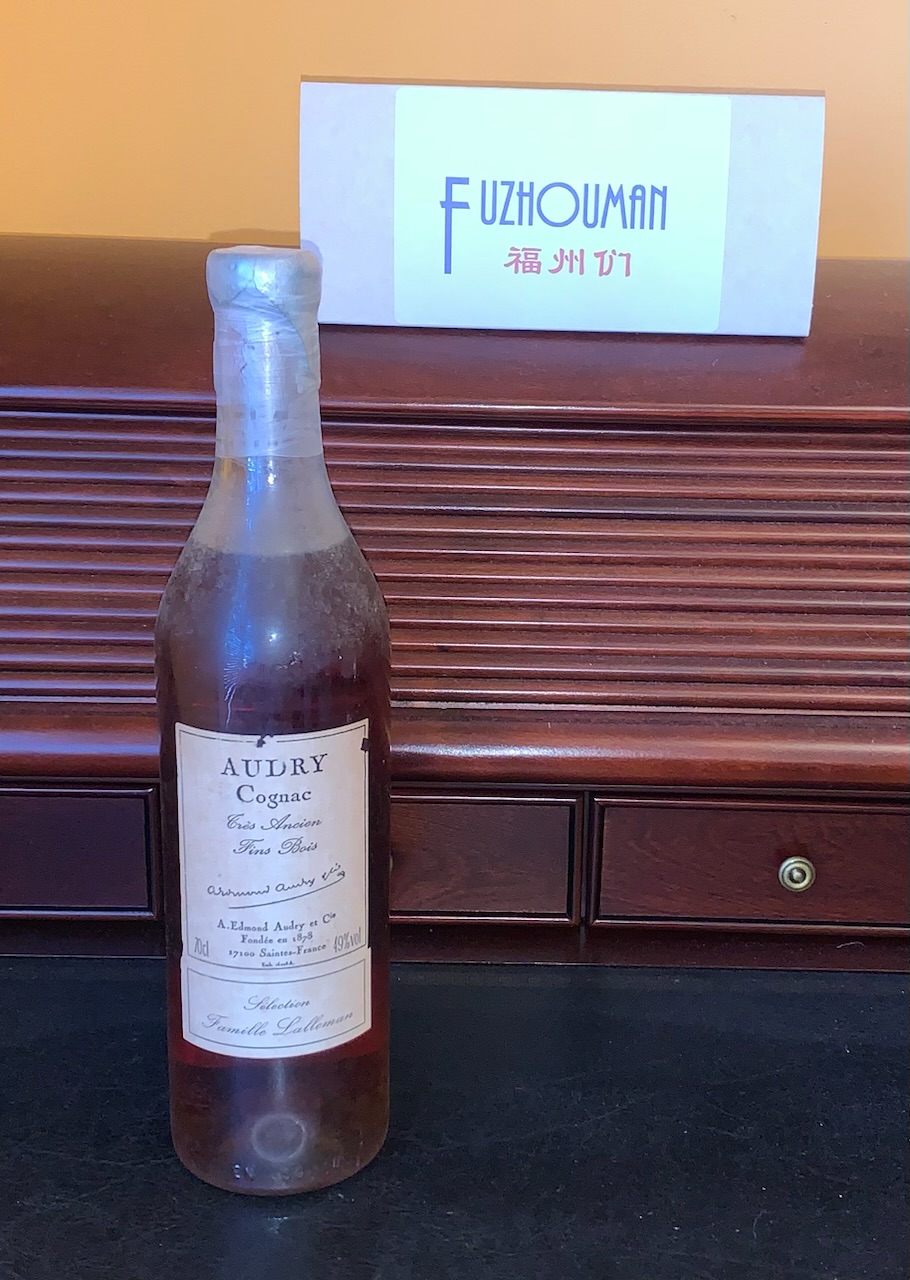 FUZHOUMAN
福州
AUDRY
Cognac
Très Ancien
Fins Bois
A.Edmond Audry et Cie
Fondée en 1878
70cl 17100 Saintes-France 49%vol
Sélection
Famille Lalleman